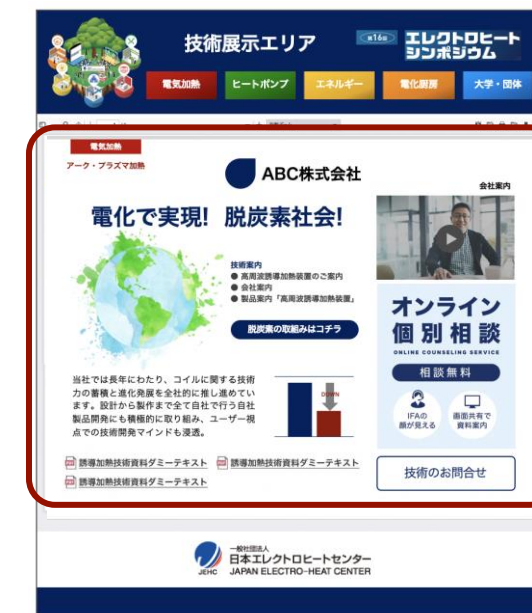 技術展示エリア
第16回 エレクトロヒート
シンポジウム
電気加熱
ヒートポンプ
エネルギー
電化厨房
大学・団体
電気加熱
アーク・プラズマ加熱
ABC株式会社
会社案内
電化で実現! 脱炭素社会!
技術案内
● 高周波誘導加熱装置のご案内
● 会社案内
● 製品案内「高周波誘導加熱装置」
脱炭素の取組みはコチラ
オンライン
個別相談
ONLINE COUNSELING SERVICE
相談無料
IFAの
顔が見える
画面共有で
資料案内
当社では長年にわたり、コイルに関する技術
力の蓄積と進化発展を全社的に推し進めてい
ます。設計から製作まで全て自社で行う自社
製品開発にも積極的に取り組み、ユーザー視
点での技術開発マインドも浸透。
DOWN
誘導加熱技術資料ダミーテキスト
誘導加熱技術資料ダミーテキスト
誘導加熱技術資料ダミーテキスト
技術のお問合せ
JEHC
一般社団法人
日本エレクトロヒートセンター
JAPAN ELECTRO-HEAT CENTER